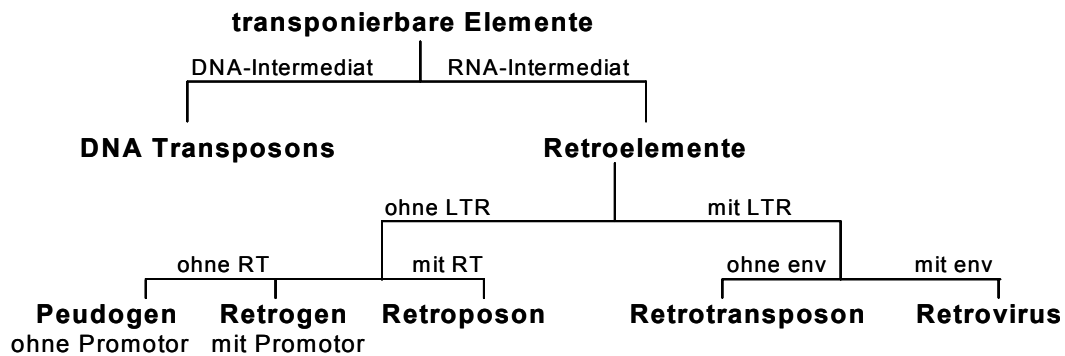 transponierbare Elemente
DNA-Intermediat RNA-Intermediat
DNA Transposons Retroelemente
ohne LTR mit LTR
ohne RT mit RT ohne env mit env
Peudogen Retrogen Retroposon Retrotransposon Retrovirus
ohne Promotor mit Promotor